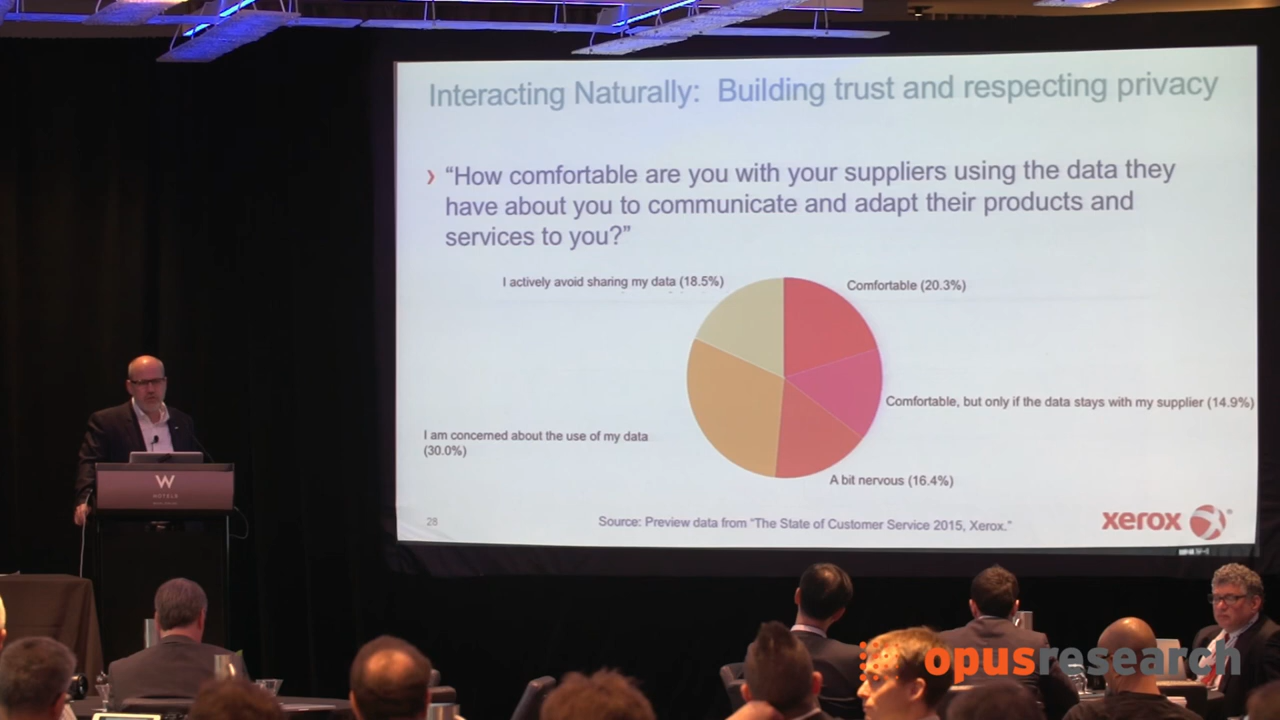 Interacting Naturally: Building trust and respecting privacy
› “How comfortable are you with your suppliers using the data they
have about you to communicate and adapt their products and
services to you?”
I actively avoid sharing my data (18.5%)
Comfortable (20.3%)
Comfortable, but only if the data stays with my supplier (14.9%)
I am concerned about the use of my data
(30.0%)
A bit nervous (16.4%)
28
Source: Preview data from “The State of Customer Service 2015, Xerox.”
xerox
W
HOTELS
opusresearch